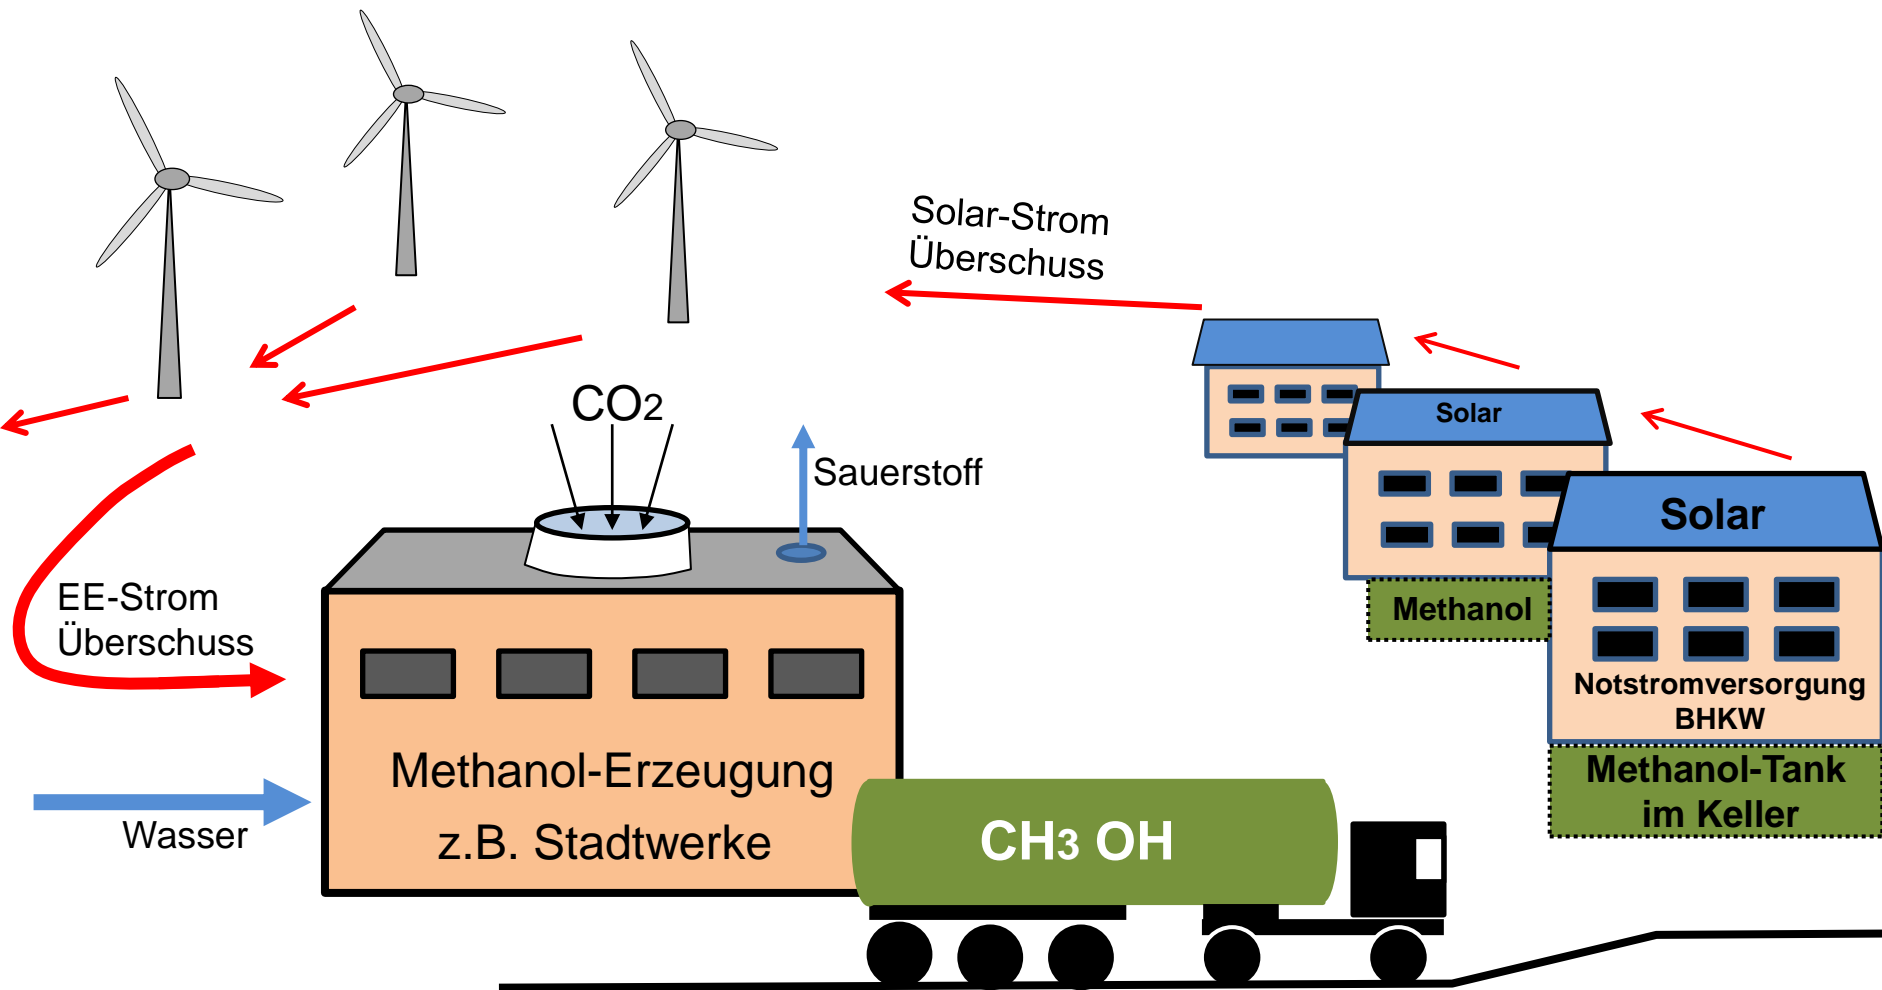 Solar-Strom
Überschuss
CO2
Sauerstoff
Solar
Solar
EE-Strom
Überschuss
Methanol
Notstromversorgung
BHKW
Methanol-Tank
im Keller
Methanol-Erzeugung
z.B. Stadtwerke
Wasser
CH3 OH